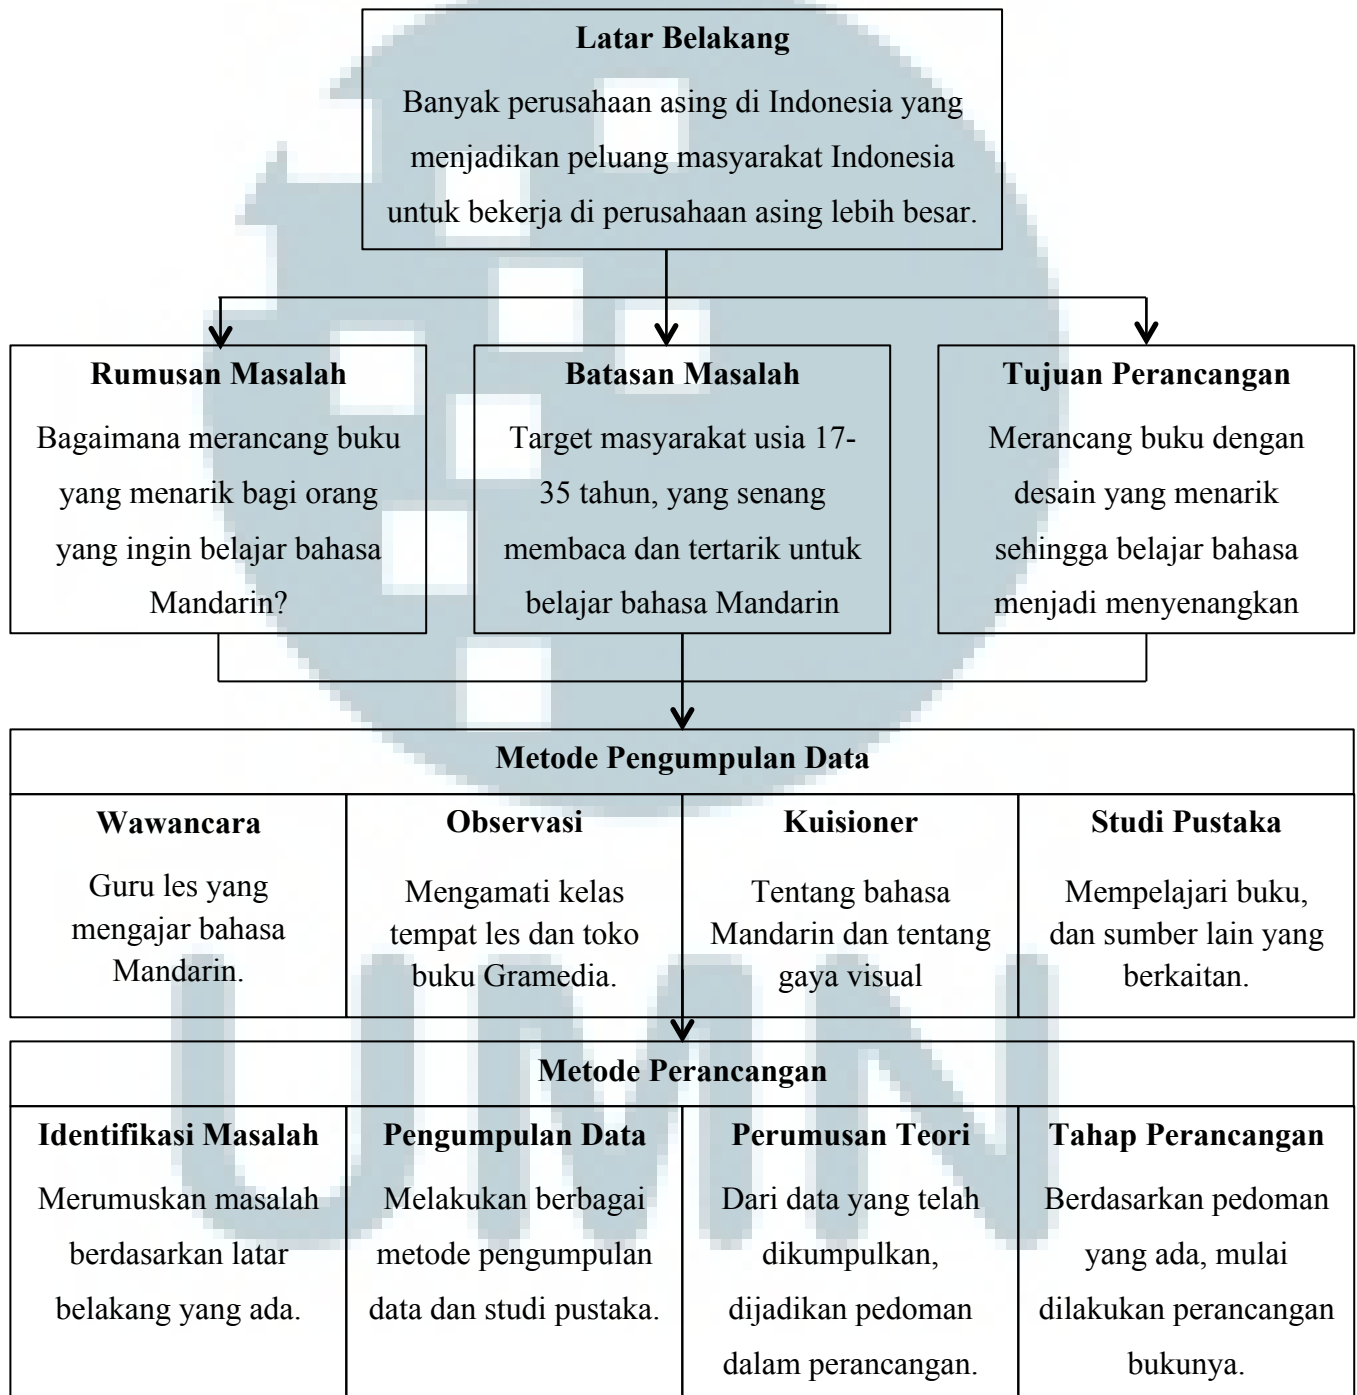 Latar Belakang
Banyak perusahaan asing di Indonesia yang
menjadikan peluang masyarakat Indonesia
untuk bekerja di perusahaan asing lebih besar.
Rumusan Masalah
Bagaimana merancang buku
yang menarik bagi orang
yang ingin belajar bahasa
Mandarin?
Batasan Masalah
Target masyarakat usia 17-
35 tahun, yang senang
membaca dan tertarik untuk
belajar bahasa Mandarin
Tujuan Perancangan
Merancang buku dengan
desain yang menarik
sehingga belajar bahasa
menjadi menyenangkan
Metode Pengumpulan Data
Wawancara
Guru les yang
mengajar bahasa
Mandarin.
Observasi
Mengamati kelas
tempat les dan toko
buku Gramedia.
Kuisioner
Tentang bahasa
Mandarin dan tentang
gaya visual
Studi Pustaka
Mempelajari buku,
dan sumber lain yang
berkaitan.
Metode Perancangan
Identifikasi Masalah
Merumuskan masalah
berdasarkan latar
belakang yang ada.
Pengumpulan Data
Melakukan berbagai
metode pengumpulan
data dan studi pustaka.
Perumusan Teori
Dari data yang telah
dikumpulkan,
dijadikan pedoman
dalam perancangan.
Tahap Perancangan
Berdasarkan pedoman
yang ada, mulai
dilakukan perancangan
bukunya.
UMN